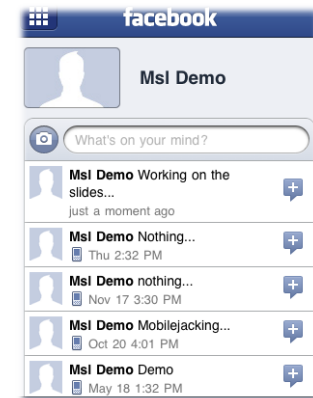 facebook
Msl Demo
What's on your mind?
Msl Demo Working on the
slides...
just a moment ago
Msl Demo Nothing...
Thu 2:32 PM
Msl Demo nothing...
Nov 17 3:30 PM
Msl Demo Mobilejacking...
Oct 20 4:01 PM
Msl Demo Demo
May 18 1:32 PM